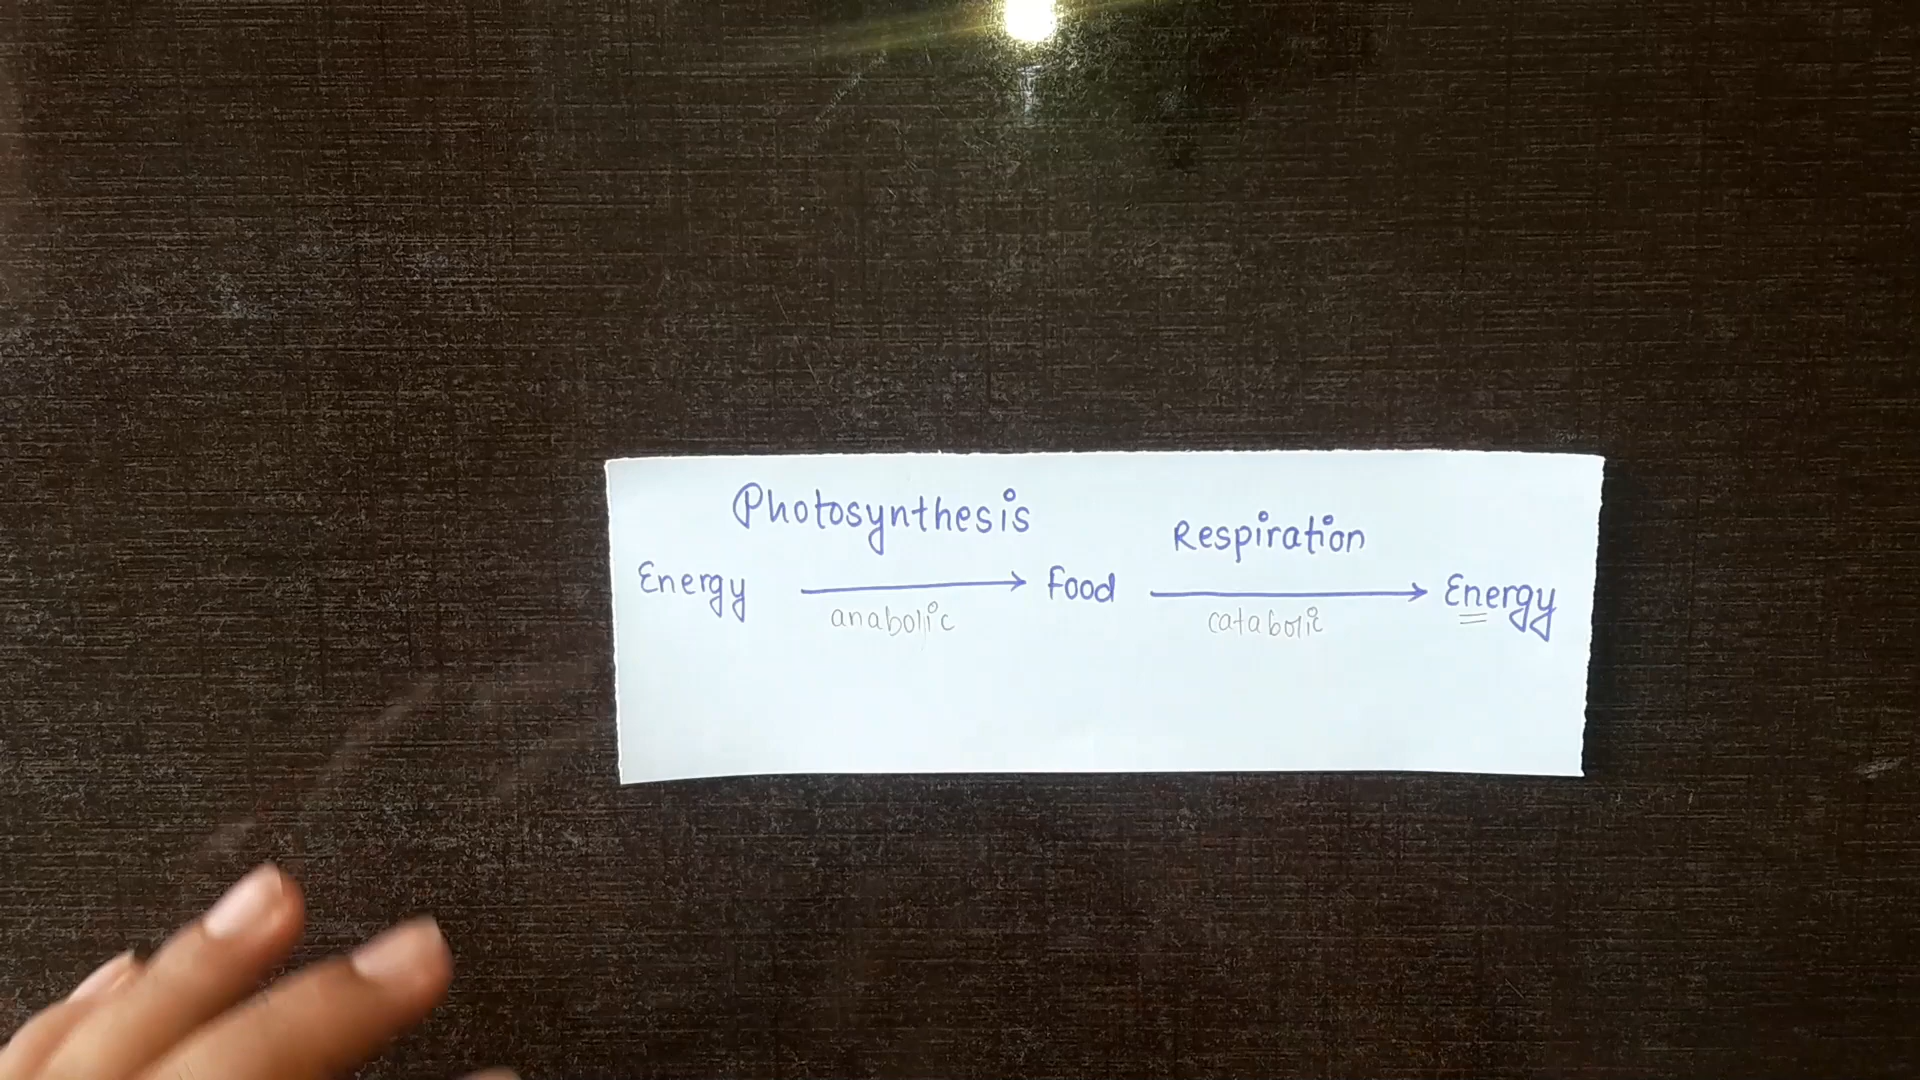 Photosynthesis Respiration
Energy Food Energy
anabolic catabolic